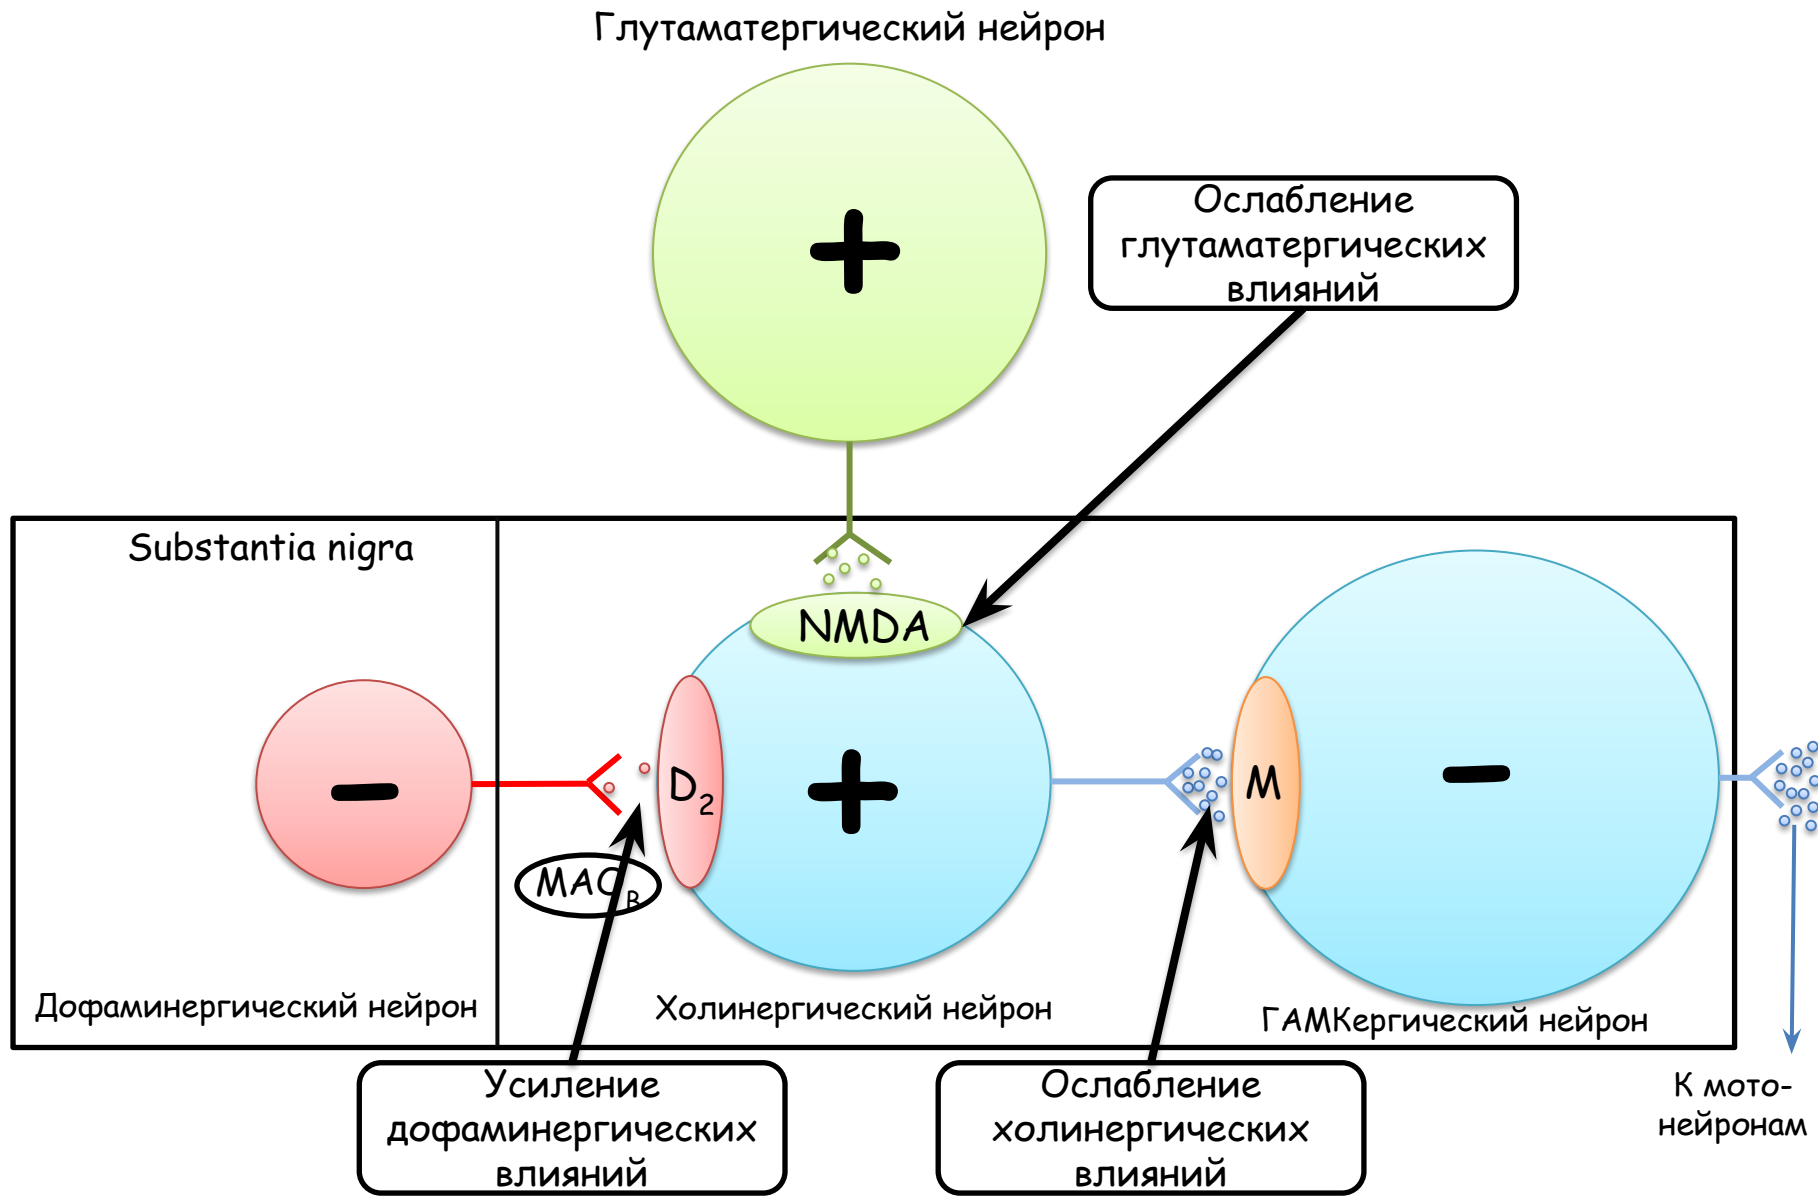 Глутаматергический нейрон
+
Ослабление
глутаматергических
влияний
Substantia nigra
NMDA
−
D₂
+
M
−
MAOB
Дофаминергический нейрон
Холинергический нейрон
ГАМКергический нейрон
Усиление
дофаминергических
влияний
Ослабление
холинергических
влияний
К мото-
нейронам